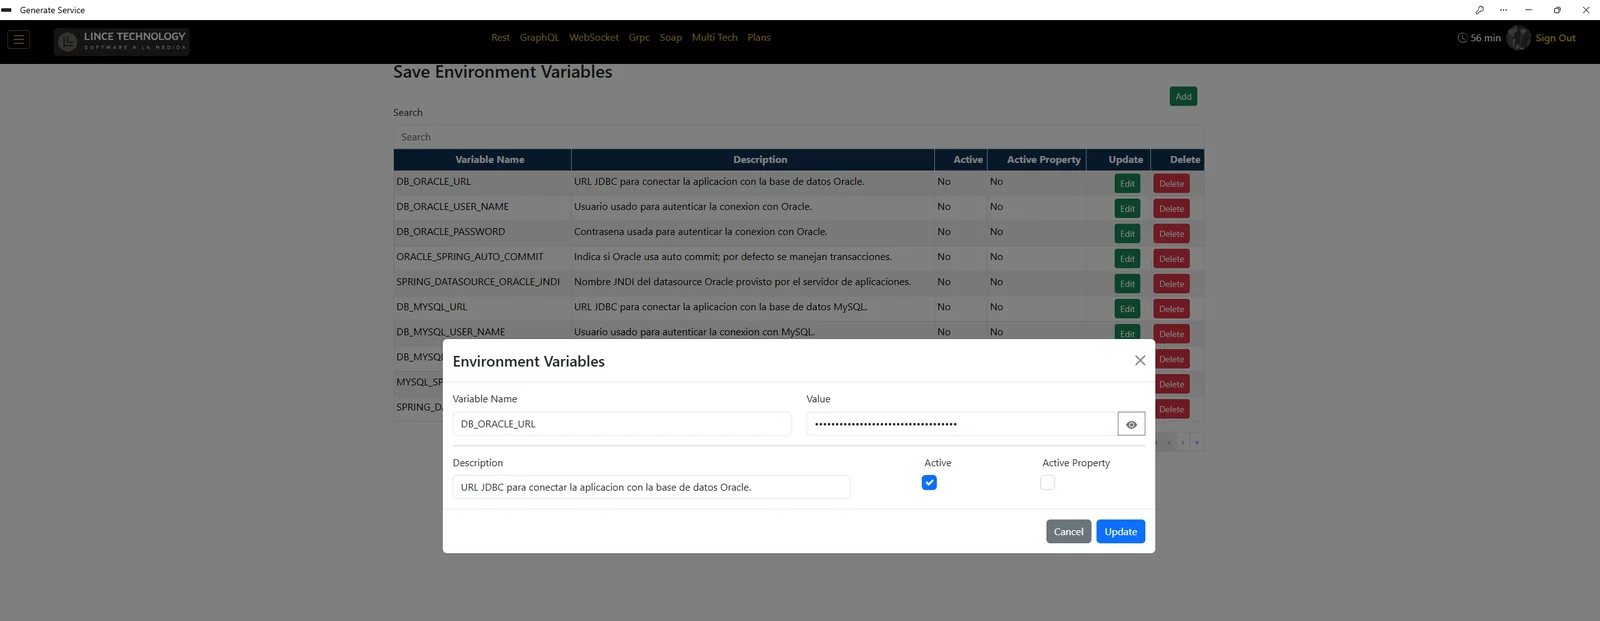 Generate Service
LINCE TECHNOLOGY
SOFTWARE A LA MEDIDA
Rest GraphQL WebSocket Grpc Soap Multi Tech Plans
56 min Sign Out
Save Environment Variables
Add
Search
Search
Variable Name Description Active Active Property Update Delete
DB_ORACLE_URL URL JDBC para conectar la aplicacion con la base de datos Oracle. No No Edit Delete
DB_ORACLE_USER_NAME Usuario usado para autenticar la conexion con Oracle. No No Edit Delete
DB_ORACLE_PASSWORD Contrasena usada para autenticar la conexion con Oracle. No No Edit Delete
ORACLE_SPRING_AUTO_COMMIT Indica si Oracle usa auto commit; por defecto se manejan transacciones. No No Edit Delete
SPRING_DATASOURCE_ORACLE_JNDI Nombre JNDI del datasource Oracle provisto por el servidor de aplicaciones. No No Edit Delete
DB_MYSQL_URL URL JDBC para conectar la aplicacion con la base de datos MySQL. No No Edit Delete
DB_MYSQL_USER_NAME Usuario usado para autenticar la conexion con MySQL. No No Edit Delete
DB_MYSQ Delete
MYSQL_SP Delete
SPRING_D Delete
Environment Variables
Variable Name Value
DB_ORACLE_URL
Description Active Active Property
URL JDBC para conectar la aplicacion con la base de datos Oracle.
Cancel Update